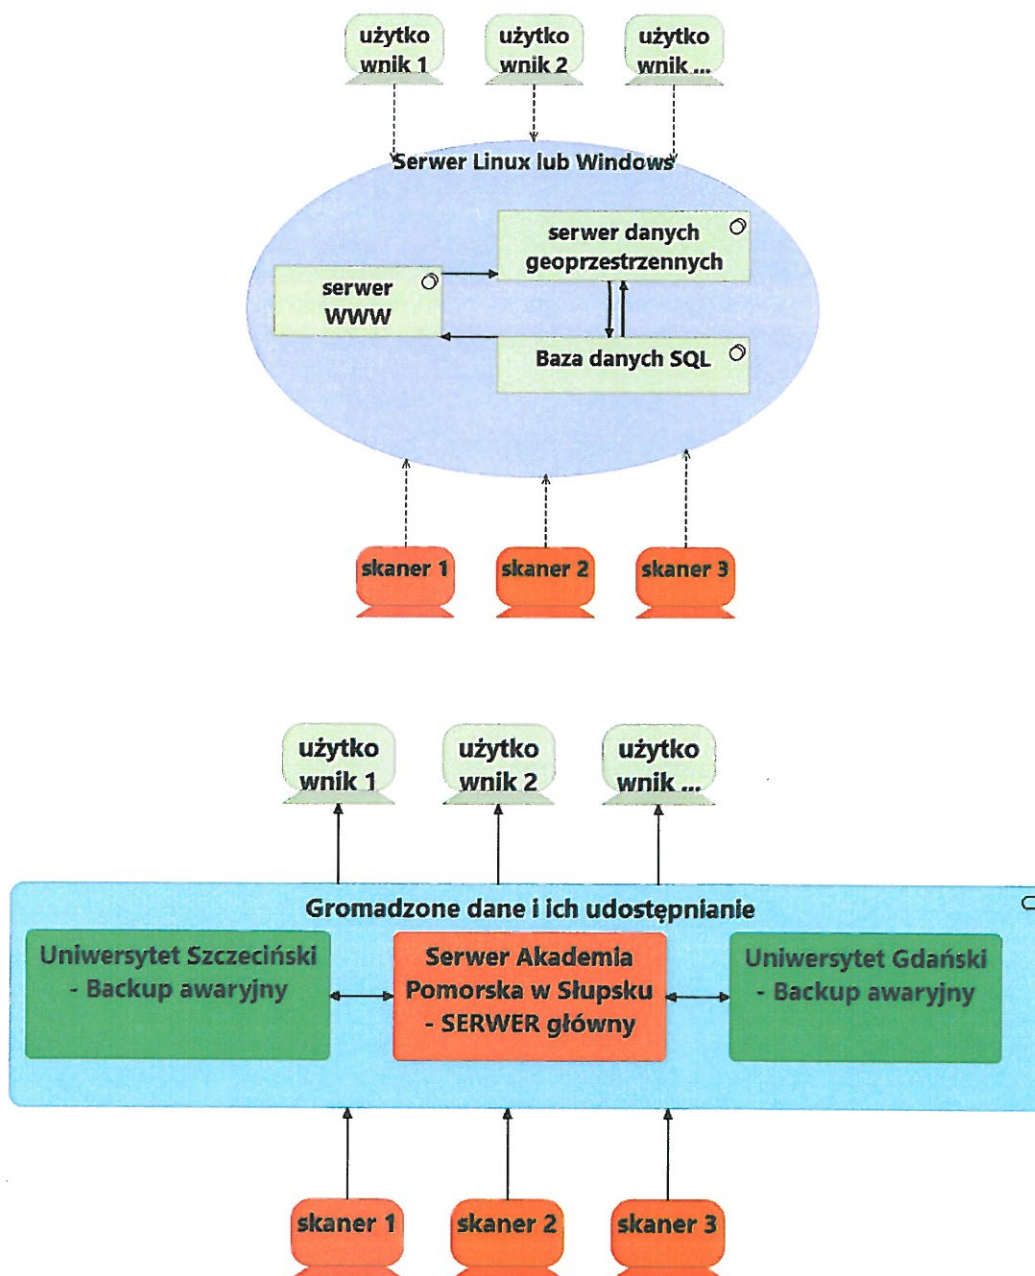 użytko
wnik 1
użytko
wnik 2
użytko
wnik ...
Serwer Linux lub Windows
serwer danych
geoprzestrzennych
serwer
WWW
Baza danych SQL
skaner 1
skaner 2
skaner 3
użytko
wnik 1
użytko
wnik 2
użytko
wnik ...
Gromadzone dane i ich udostępnianie
Uniwersytet Szczeciński
- Backup awaryjny
Serwer Akademia
Pomorska w Słupsku
- SERWER główny
Uniwersytet Gdański
- Backup awaryjny
skaner 1
skaner 2
skaner 3